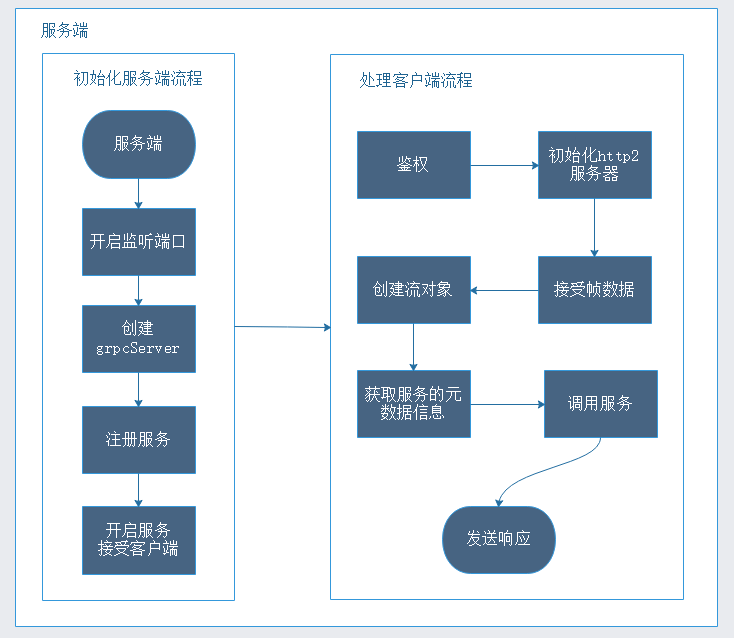 服务端
初始化服务端流程
服务端
开启监听端口
创建
grpcServer
注册服务
开启服务
接受客户端
处理客户端流程
鉴权
初始化http2
服务器
接受帧数据
创建流对象
获取服务的元
数据信息
调用服务
发送响应